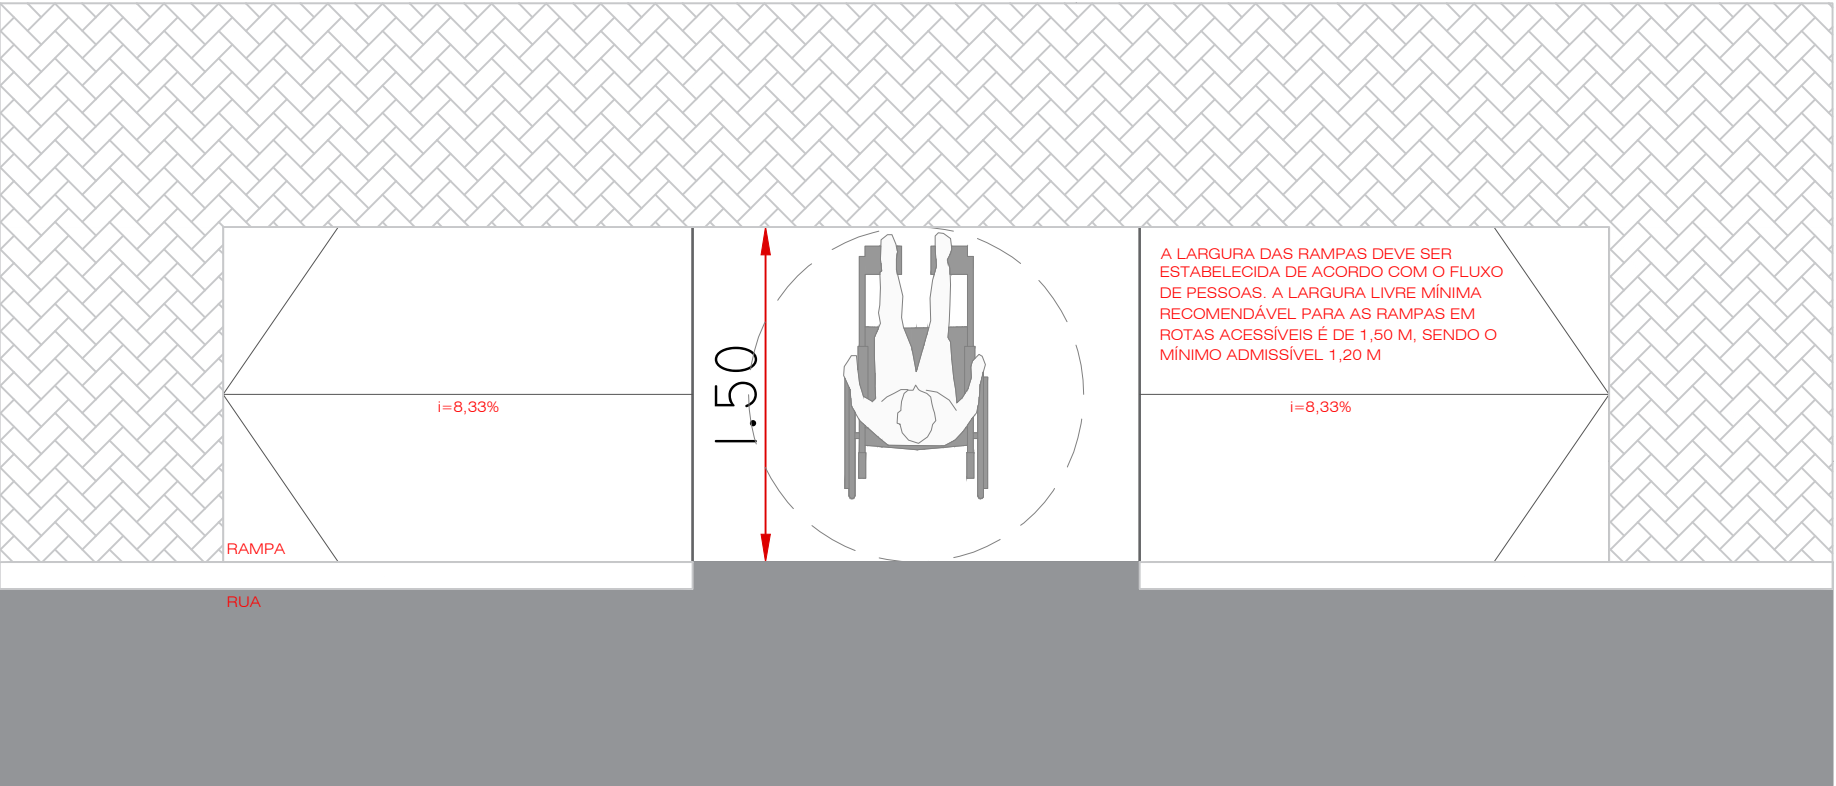 A LARGURA DAS RAMPAS DEVE SER
ESTABELECIDA DE ACORDO COM O FLUXO
DE PESSOAS. A LARGURA LIVRE MÍNIMA
RECOMENDÁVEL PARA AS RAMPAS EM
ROTAS ACESSÍVEIS É DE 1,50 M, SENDO O
MÍNIMO ADMISSÍVEL 1,20 M
1.50
i=8,33%
i=8,33%
RAMPA
RUA